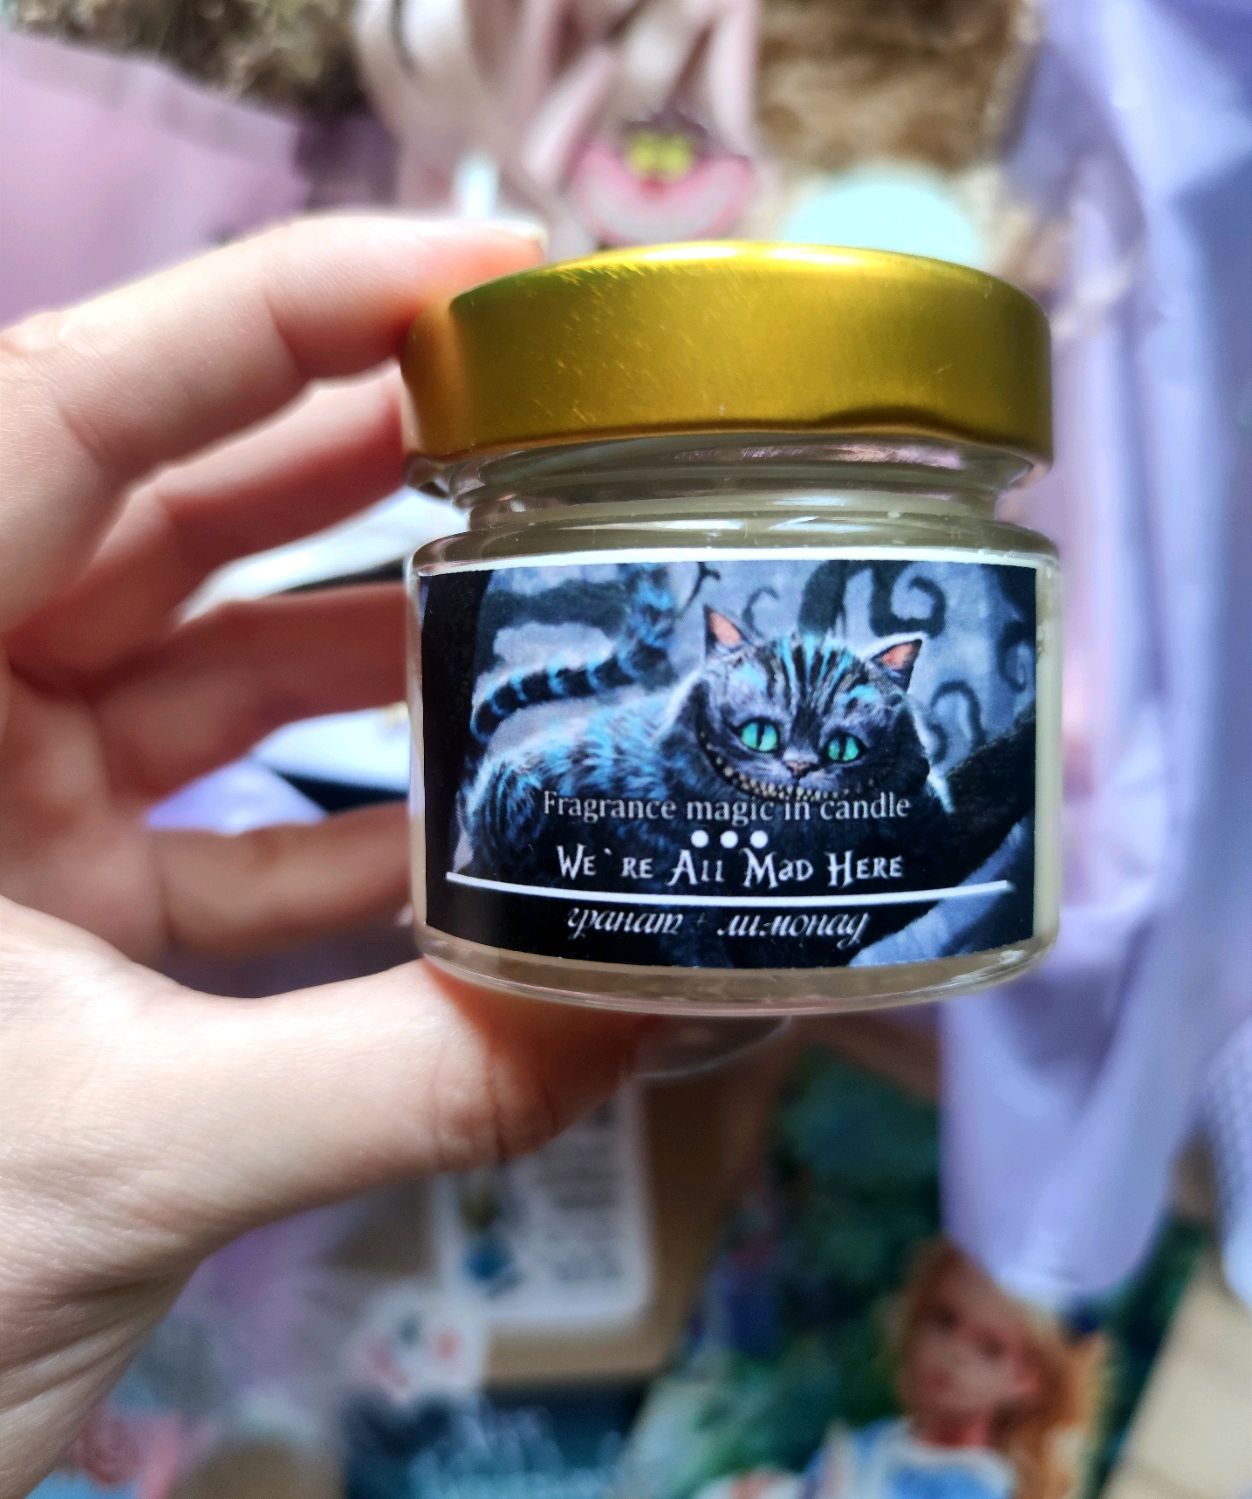 Fragrance magic in candle
We`re All Mad Here
гранат + лимонад